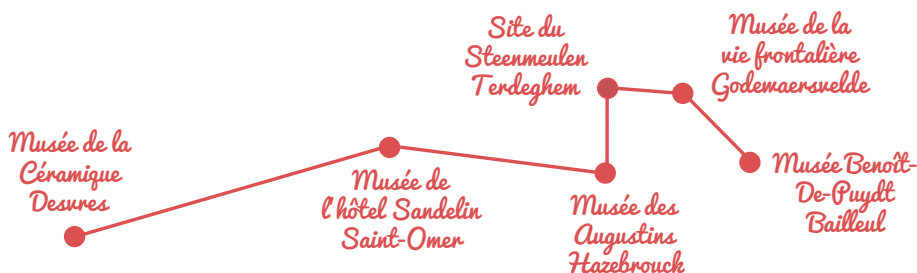 Musée de la
Céramique
Desvres
Musée de
l'hôtel Sandelin
Saint-Omer
Musée des
Augustins
Hazebrouck
Site du
Steenmeulen
Terdeghem
Musée de la
vie frontalière
Godewaersvelde
Musée Benoît-
De-Puydt
Bailleul